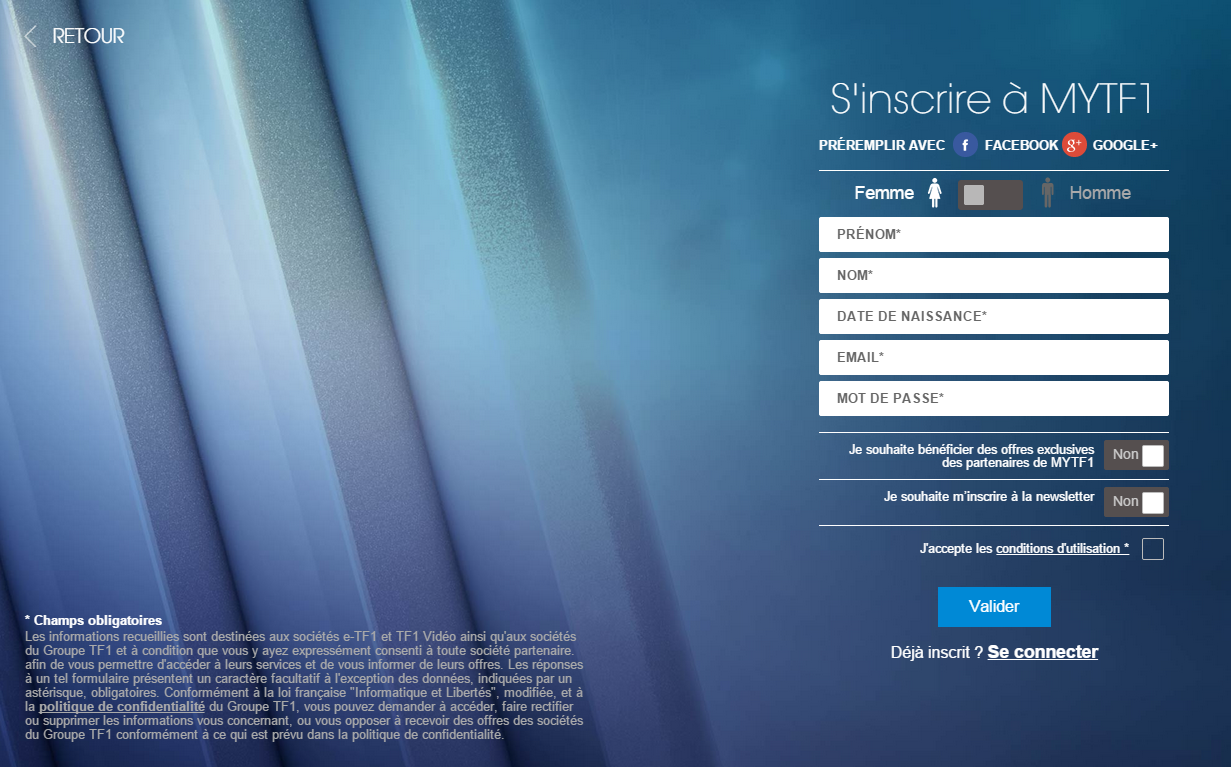 RETOUR
S'inscrire à MYTF1
PRÉREMPLIR AVEC f FACEBOOK g+ GOOGLE+
Femme Homme
PRÉNOM*
NOM*
DATE DE NAISSANCE*
EMAIL*
MOT DE PASSE*
Je souhaite bénéficier des offres exclusives
des partenaires de MYTF1
Non
Je souhaite m'inscrire à la newsletter
Non
J'accepte les conditions d'utilisation *
Valider
Déjà inscrit ? Se connecter
* Champs obligatoires
Les informations recueillies sont destinées aux sociétés e-TF1 et TF1 Vidéo ainsi qu'aux sociétés
du Groupe TF1 et à condition que vous y ayez expressément consenti à toute société partenaire.
afin de vous permettre d'accéder à leurs services et de vous informer de leurs offres. Les réponses
à un tel formulaire présentent un caractère facultatif à l'exception des données, indiquées par un
astérisque, obligatoires. Conformément à la loi française "Informatique et Libertés", modifiée, et à
la politique de confidentialité du Groupe TF1, vous pouvez demander à accéder, faire rectifier
ou supprimer les informations vous concernant, ou vous opposer à recevoir des offres des sociétés
du Groupe TF1 conformément à ce qui est prévu dans la politique de confidentialité.